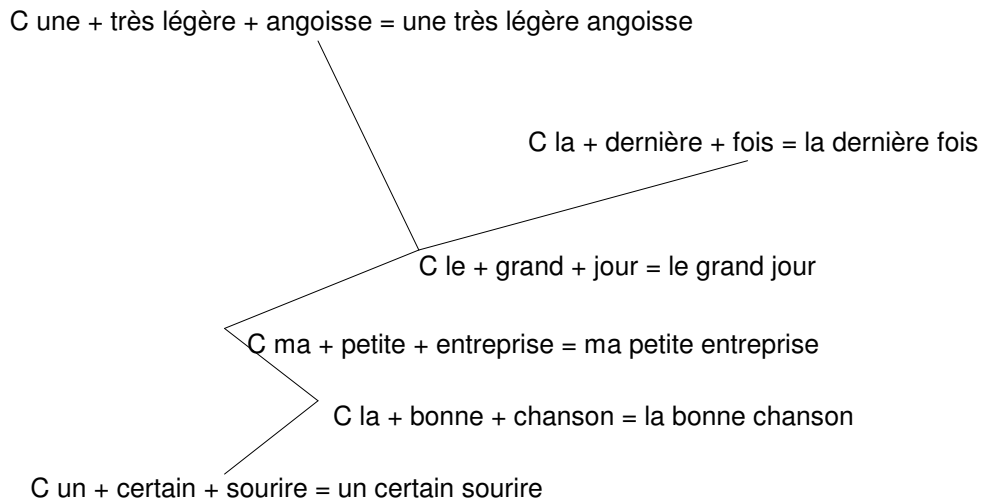 C une + très légère + angoisse = une très légère angoisse
C la + dernière + fois = la dernière fois
C le + grand + jour = le grand jour
C ma + petite + entreprise = ma petite entreprise
C la + bonne + chanson = la bonne chanson
C un + certain + sourire = un certain sourire